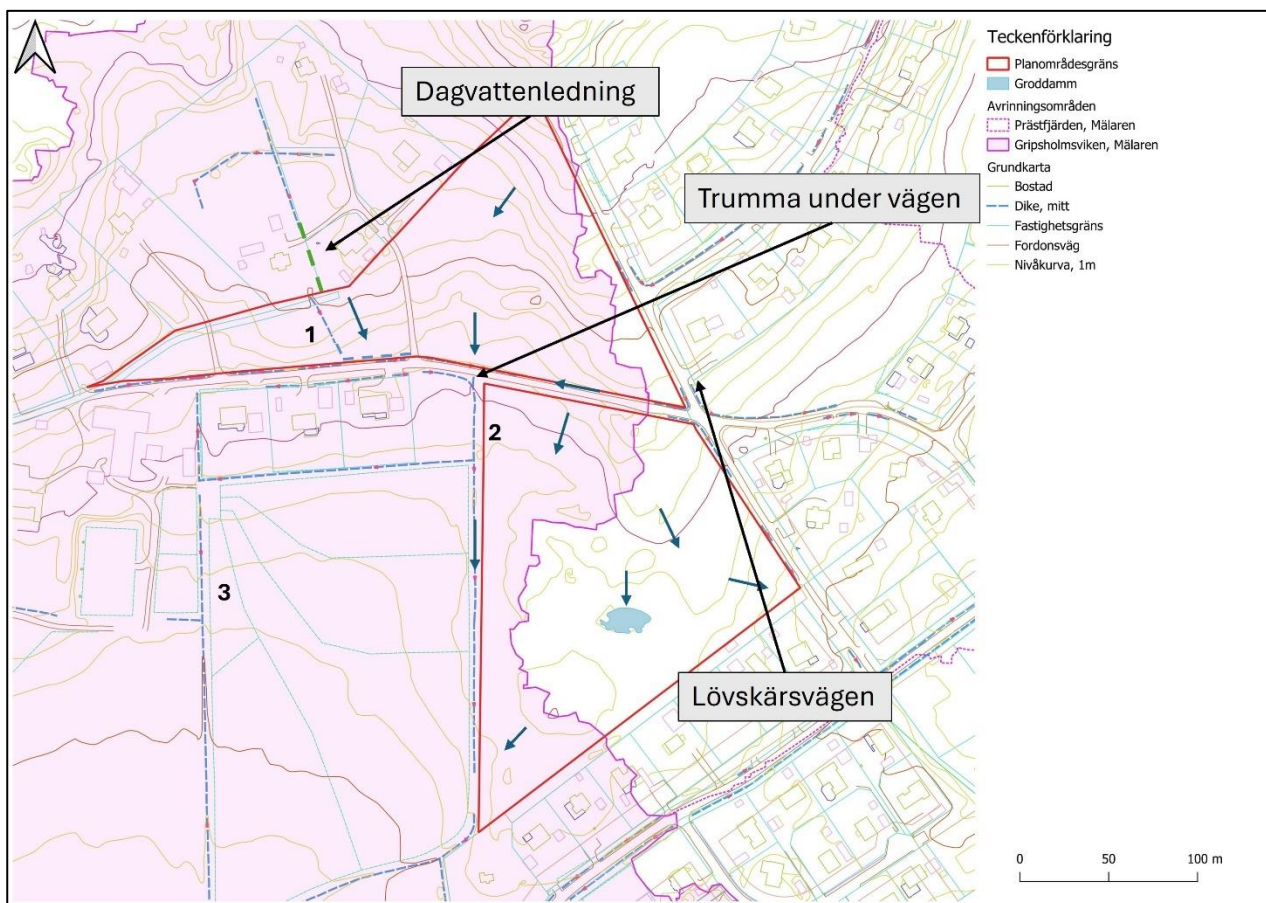 Dagvattenledning
Trumma under vägen
1
2
3
Lövskärsvägen
Teckenförklaring
Planområdesgräns
Groddamm
Avrinningsområden
Prästfjärden, Mälaren
Gripsholmsviken, Mälaren
Grundkarta
Bostad
Dike, mitt
Fastighetsgräns
Fordonsväg
Nivåkurva, 1m
0 50 100 m